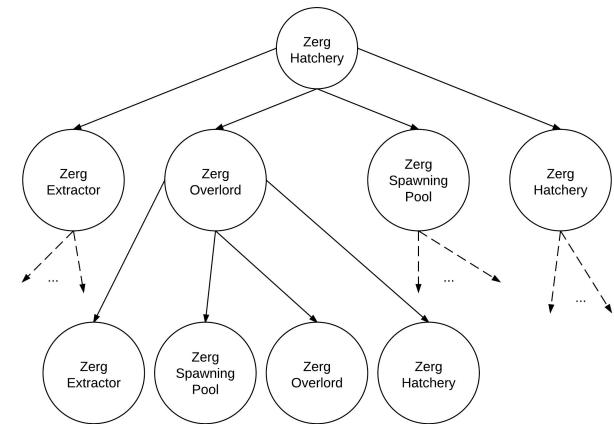 Zerg
Hatchery
Zerg
Extractor
Zerg
Overlord
Zerg
Spawning
Pool
Zerg
Hatchery
...
...
...
Zerg
Extractor
Zerg
Spawning
Pool
Zerg
Overlord
Zerg
Hatchery